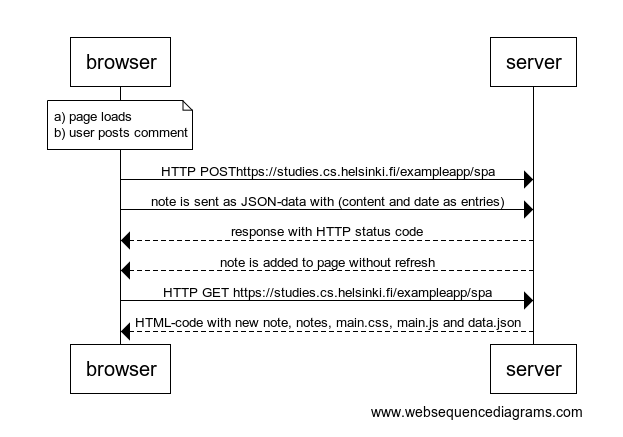 browser server
a) page loads
b) user posts comment
HTTP POSThttps://studies.cs.helsinki.fi/exampleapp/spa
note is sent as JSON-data with (content and date as entries)
response with HTTP status code
note is added to page without refresh
HTTP GET https://studies.cs.helsinki.fi/exampleapp/spa
HTML-code with new note, notes, main.css, main.js and data.json
browser server
www.websequencediagrams.com